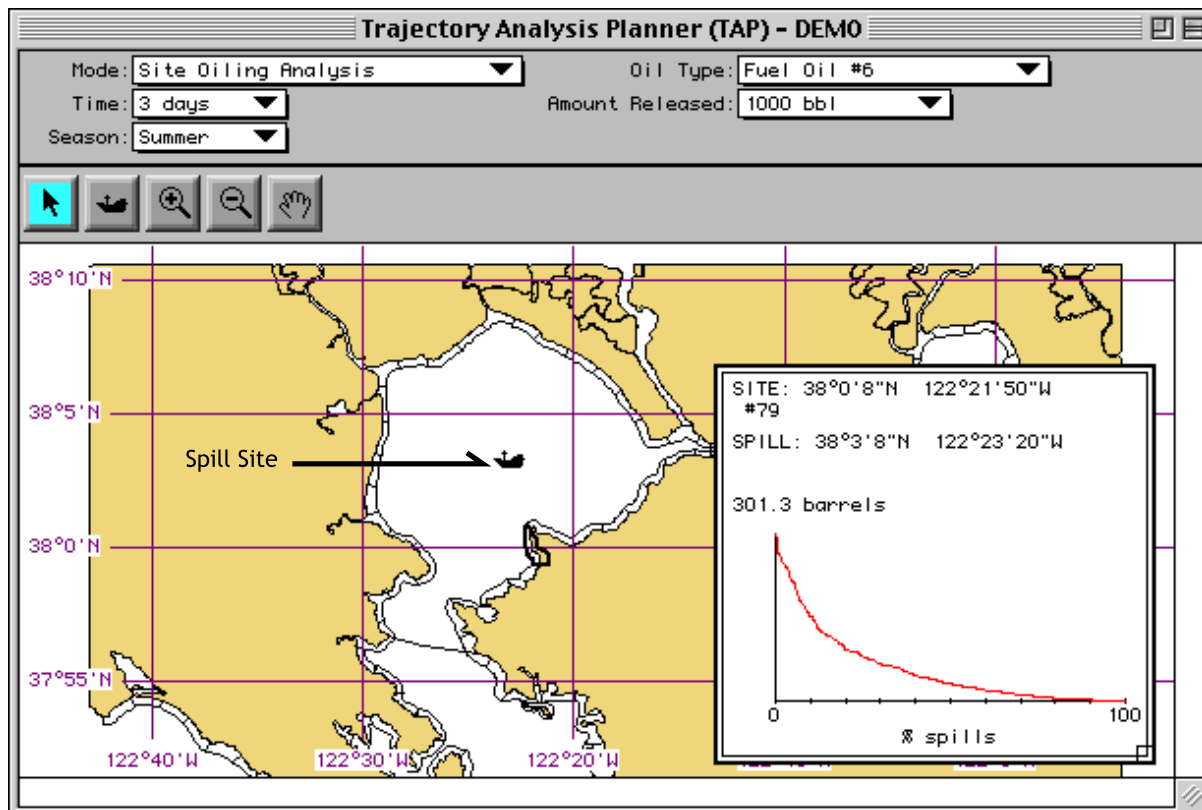 Trajectory Analysis Planner (TAP) - DEMO
Mode: Site Oiling Analysis
Oil Type: Fuel Oil #6
Time: 3 days
Amount Released: 1000 bbl
Season: Summer
38°10'N
38°5'N
38°0'N
37°55'N
Spill Site
SITE: 38°0'8"N 122°21'50"W
#79
SPILL: 38°3'8"N 122°23'20"W
301.3 barrels
0 100
% spills
122°40'W 122°30'W 122°20'W